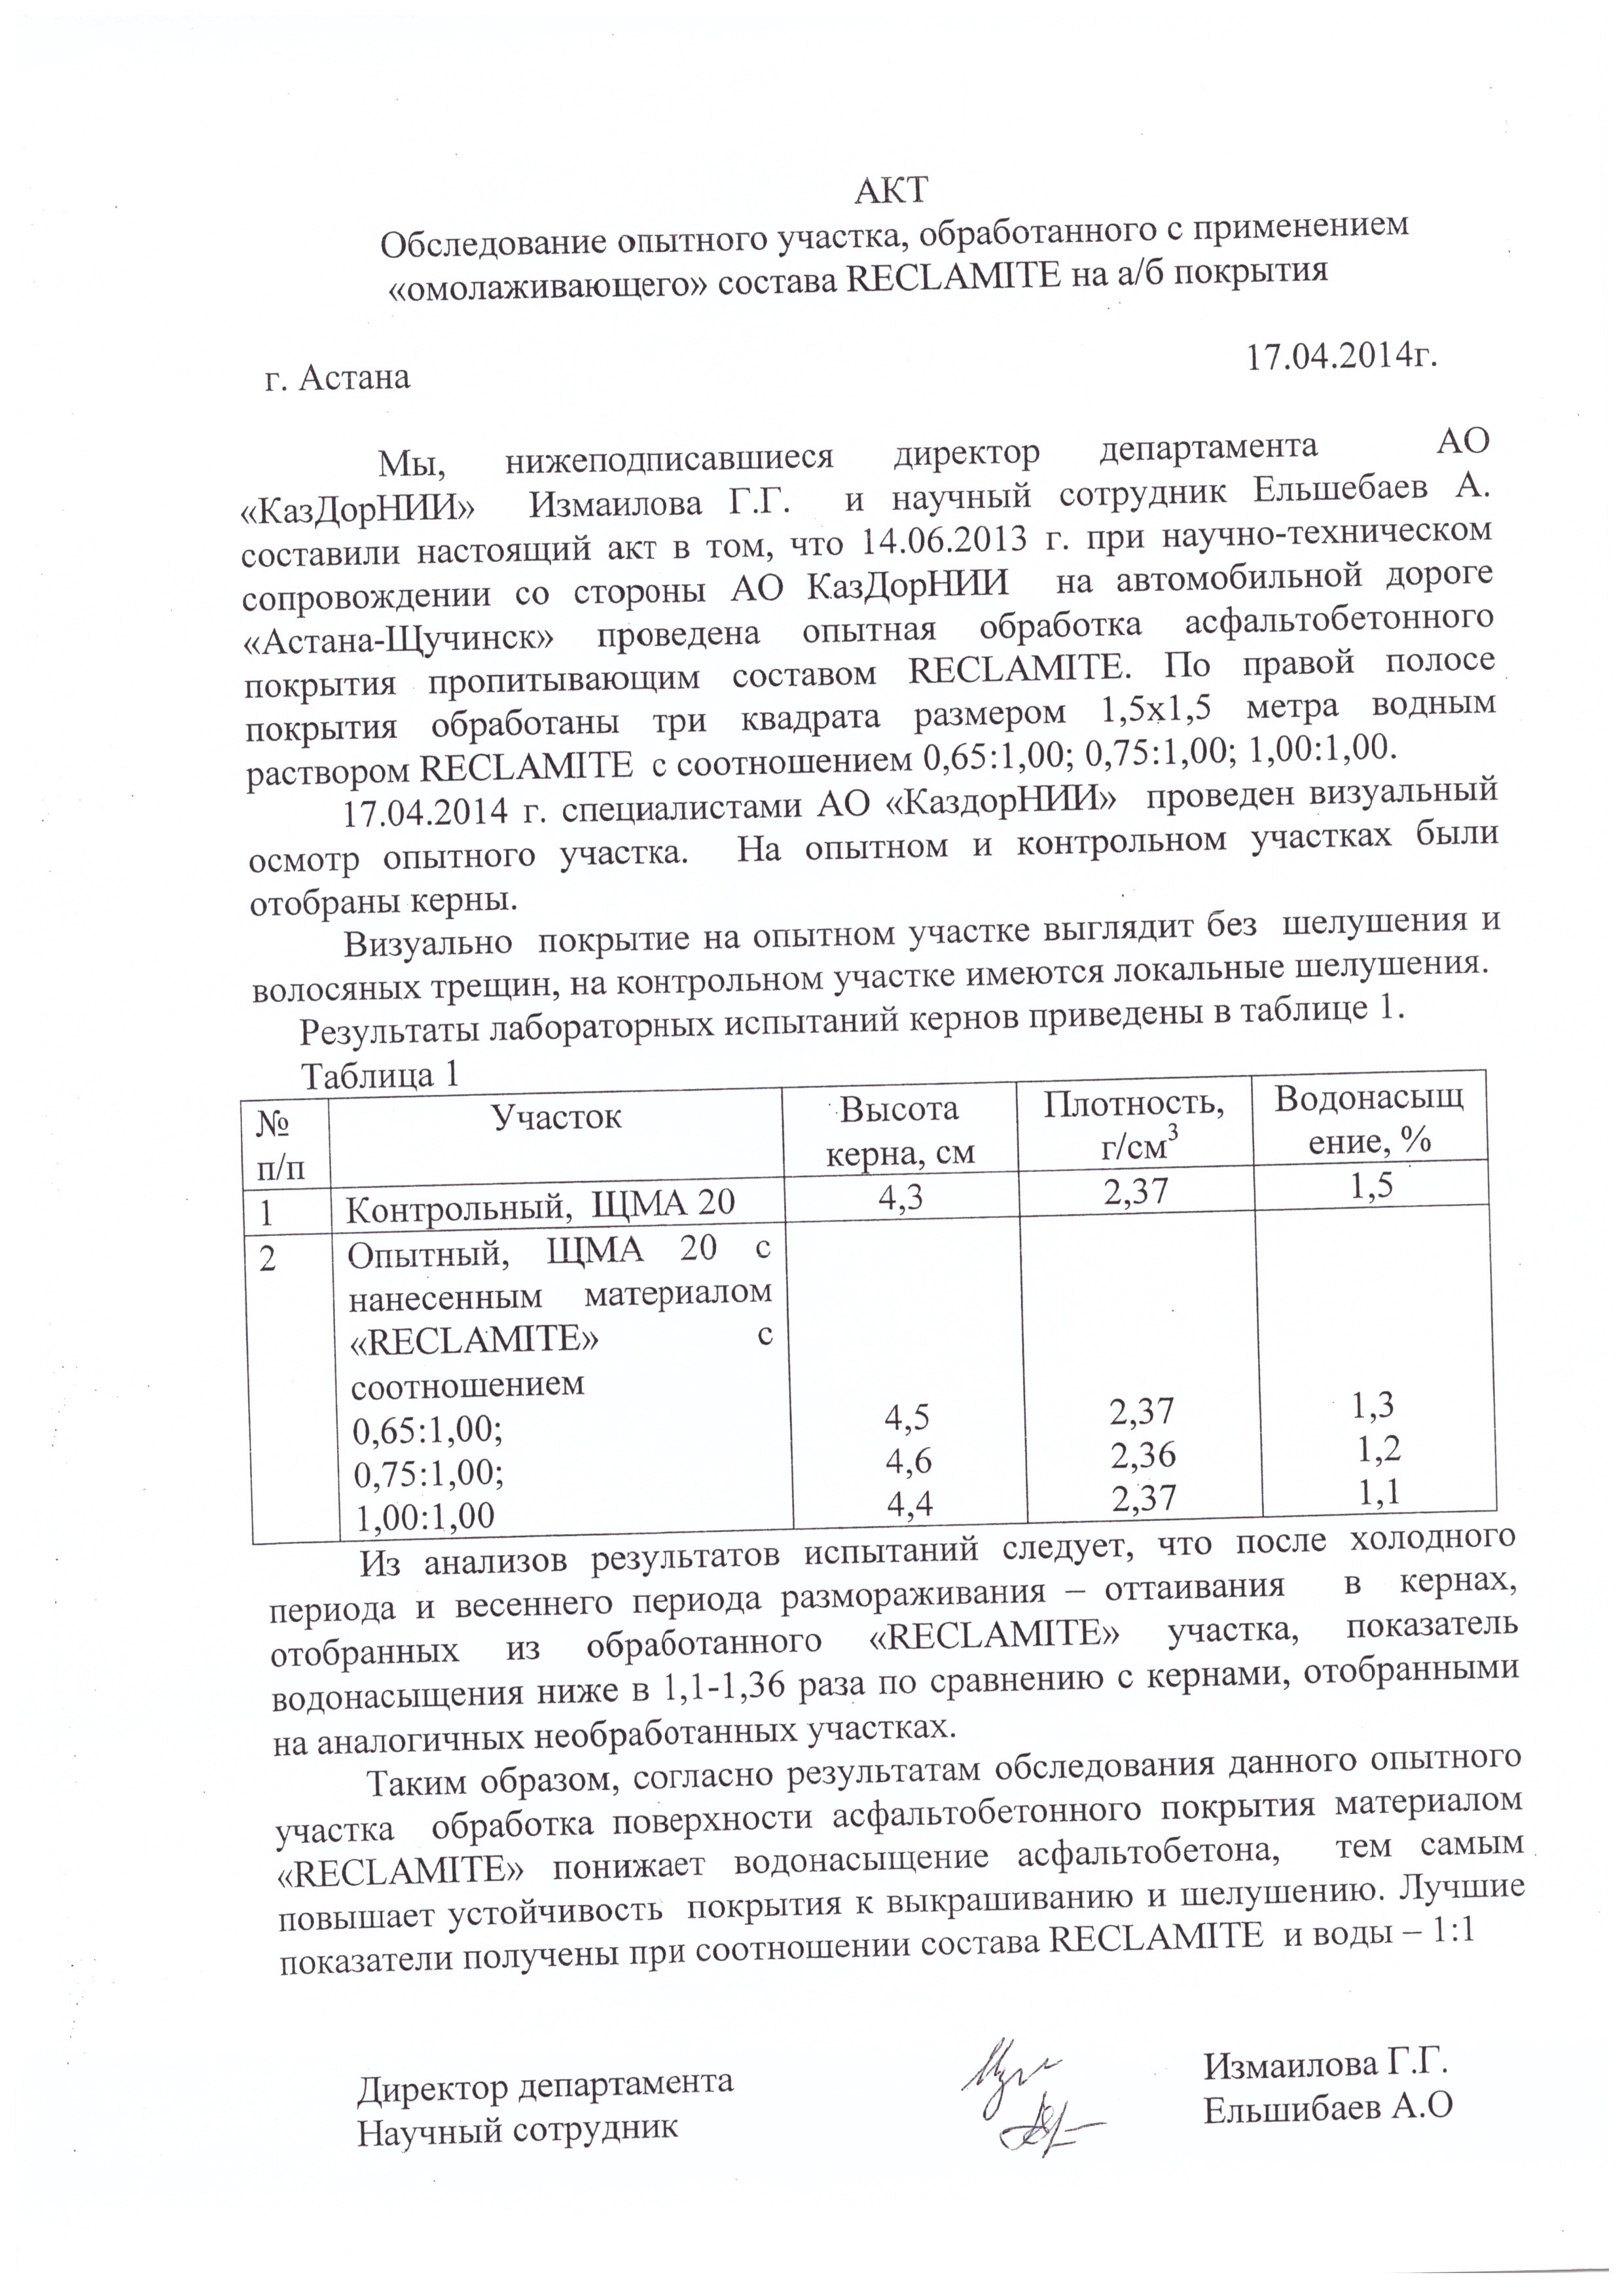 АКТ
Обследование опытного участка, обработанного с применением
«омолаживающего» состава RECLAMITE на а/б покрытия
г. Астана 17.04.2014г.
Мы, нижеподписавшиеся директор департамента АО
«КазДорНИИ» Измаилова Г.Г. и научный сотрудник Ельшебаев А.
составили настоящий акт в том, что 14.06.2013 г. при научно-техническом
сопровождении со стороны АО КазДорНИИ на автомобильной дороге
«Астана-Щучинск» проведена опытная обработка асфальтобетонного
покрытия пропитывающим составом RECLAMITE. По правой полосе
покрытия обработаны три квадрата размером 1,5х1,5 метра водным
раствором RECLAMITE с соотношением 0,65:1,00; 0,75:1,00; 1,00:1,00.
17.04.2014 г. специалистами АО «КаздорНИИ» проведен визуальный
осмотр опытного участка. На опытном и контрольном участках были
отобраны керны.
Визуально покрытие на опытном участке выглядит без шелушения и
волосяных трещин, на контрольном участке имеются локальные шелушения.
Результаты лабораторных испытаний кернов приведены в таблице 1.
Таблица 1
№ Участок Высота Плотность, Водонасыщ
п/п керна, см г/см³ ение, %
1 Контрольный, ЩМА 20 4,3 2,37 1,5
2 Опытный, ЩМА 20 с
нанесенным материалом
«RECLAMITE» с
соотношением
0,65:1,00; 4,5 2,37 1,3
0,75:1,00; 4,6 2,36 1,2
1,00:1,00 4,4 2,37 1,1
Из анализов результатов испытаний следует, что после холодного
периода и весеннего периода размораживания – оттаивания в кернах,
отобранных из обработанного «RECLAMITE» участка, показатель
водонасыщения ниже в 1,1-1,36 раза по сравнению с кернами, отобранными
на аналогичных необработанных участках.
Таким образом, согласно результатам обследования данного опытного
участка обработка поверхности асфальтобетонного покрытия материалом
«RECLAMITE» понижает водонасыщение асфальтобетона, тем самым
повышает устойчивость покрытия к выкрашиванию и шелушению. Лучшие
показатели получены при соотношении состава RECLAMITE и воды – 1:1
Директор департамента Измаилова Г.Г.
Научный сотрудник Ельшибаев А.О